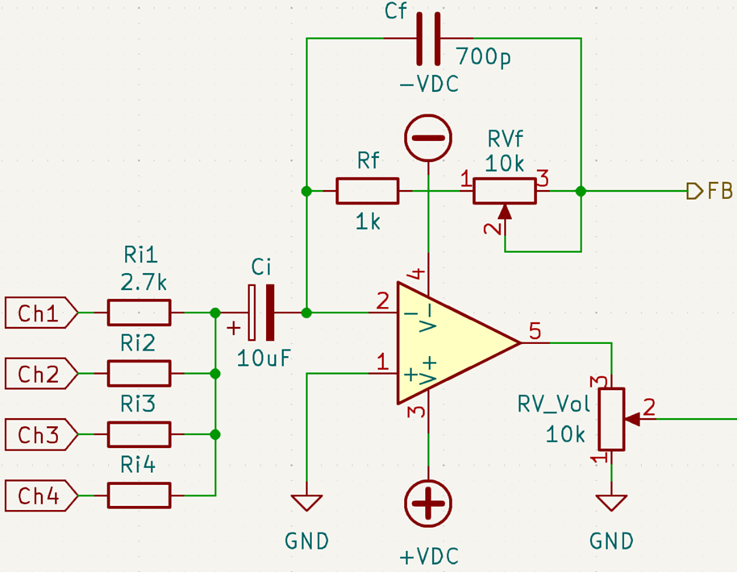 Cf
700p
−VDC
Rf
1k
RVf
10k
1
3
2
FB
Ri1
2.7k
Ci
+
10uF
Ch1
Ri2
Ch2
Ri3
Ch3
Ri4
Ch4
2
−
4
V−
1
+
V+
3
5
RV_Vol
10k
3
2
1
GND
+VDC
GND